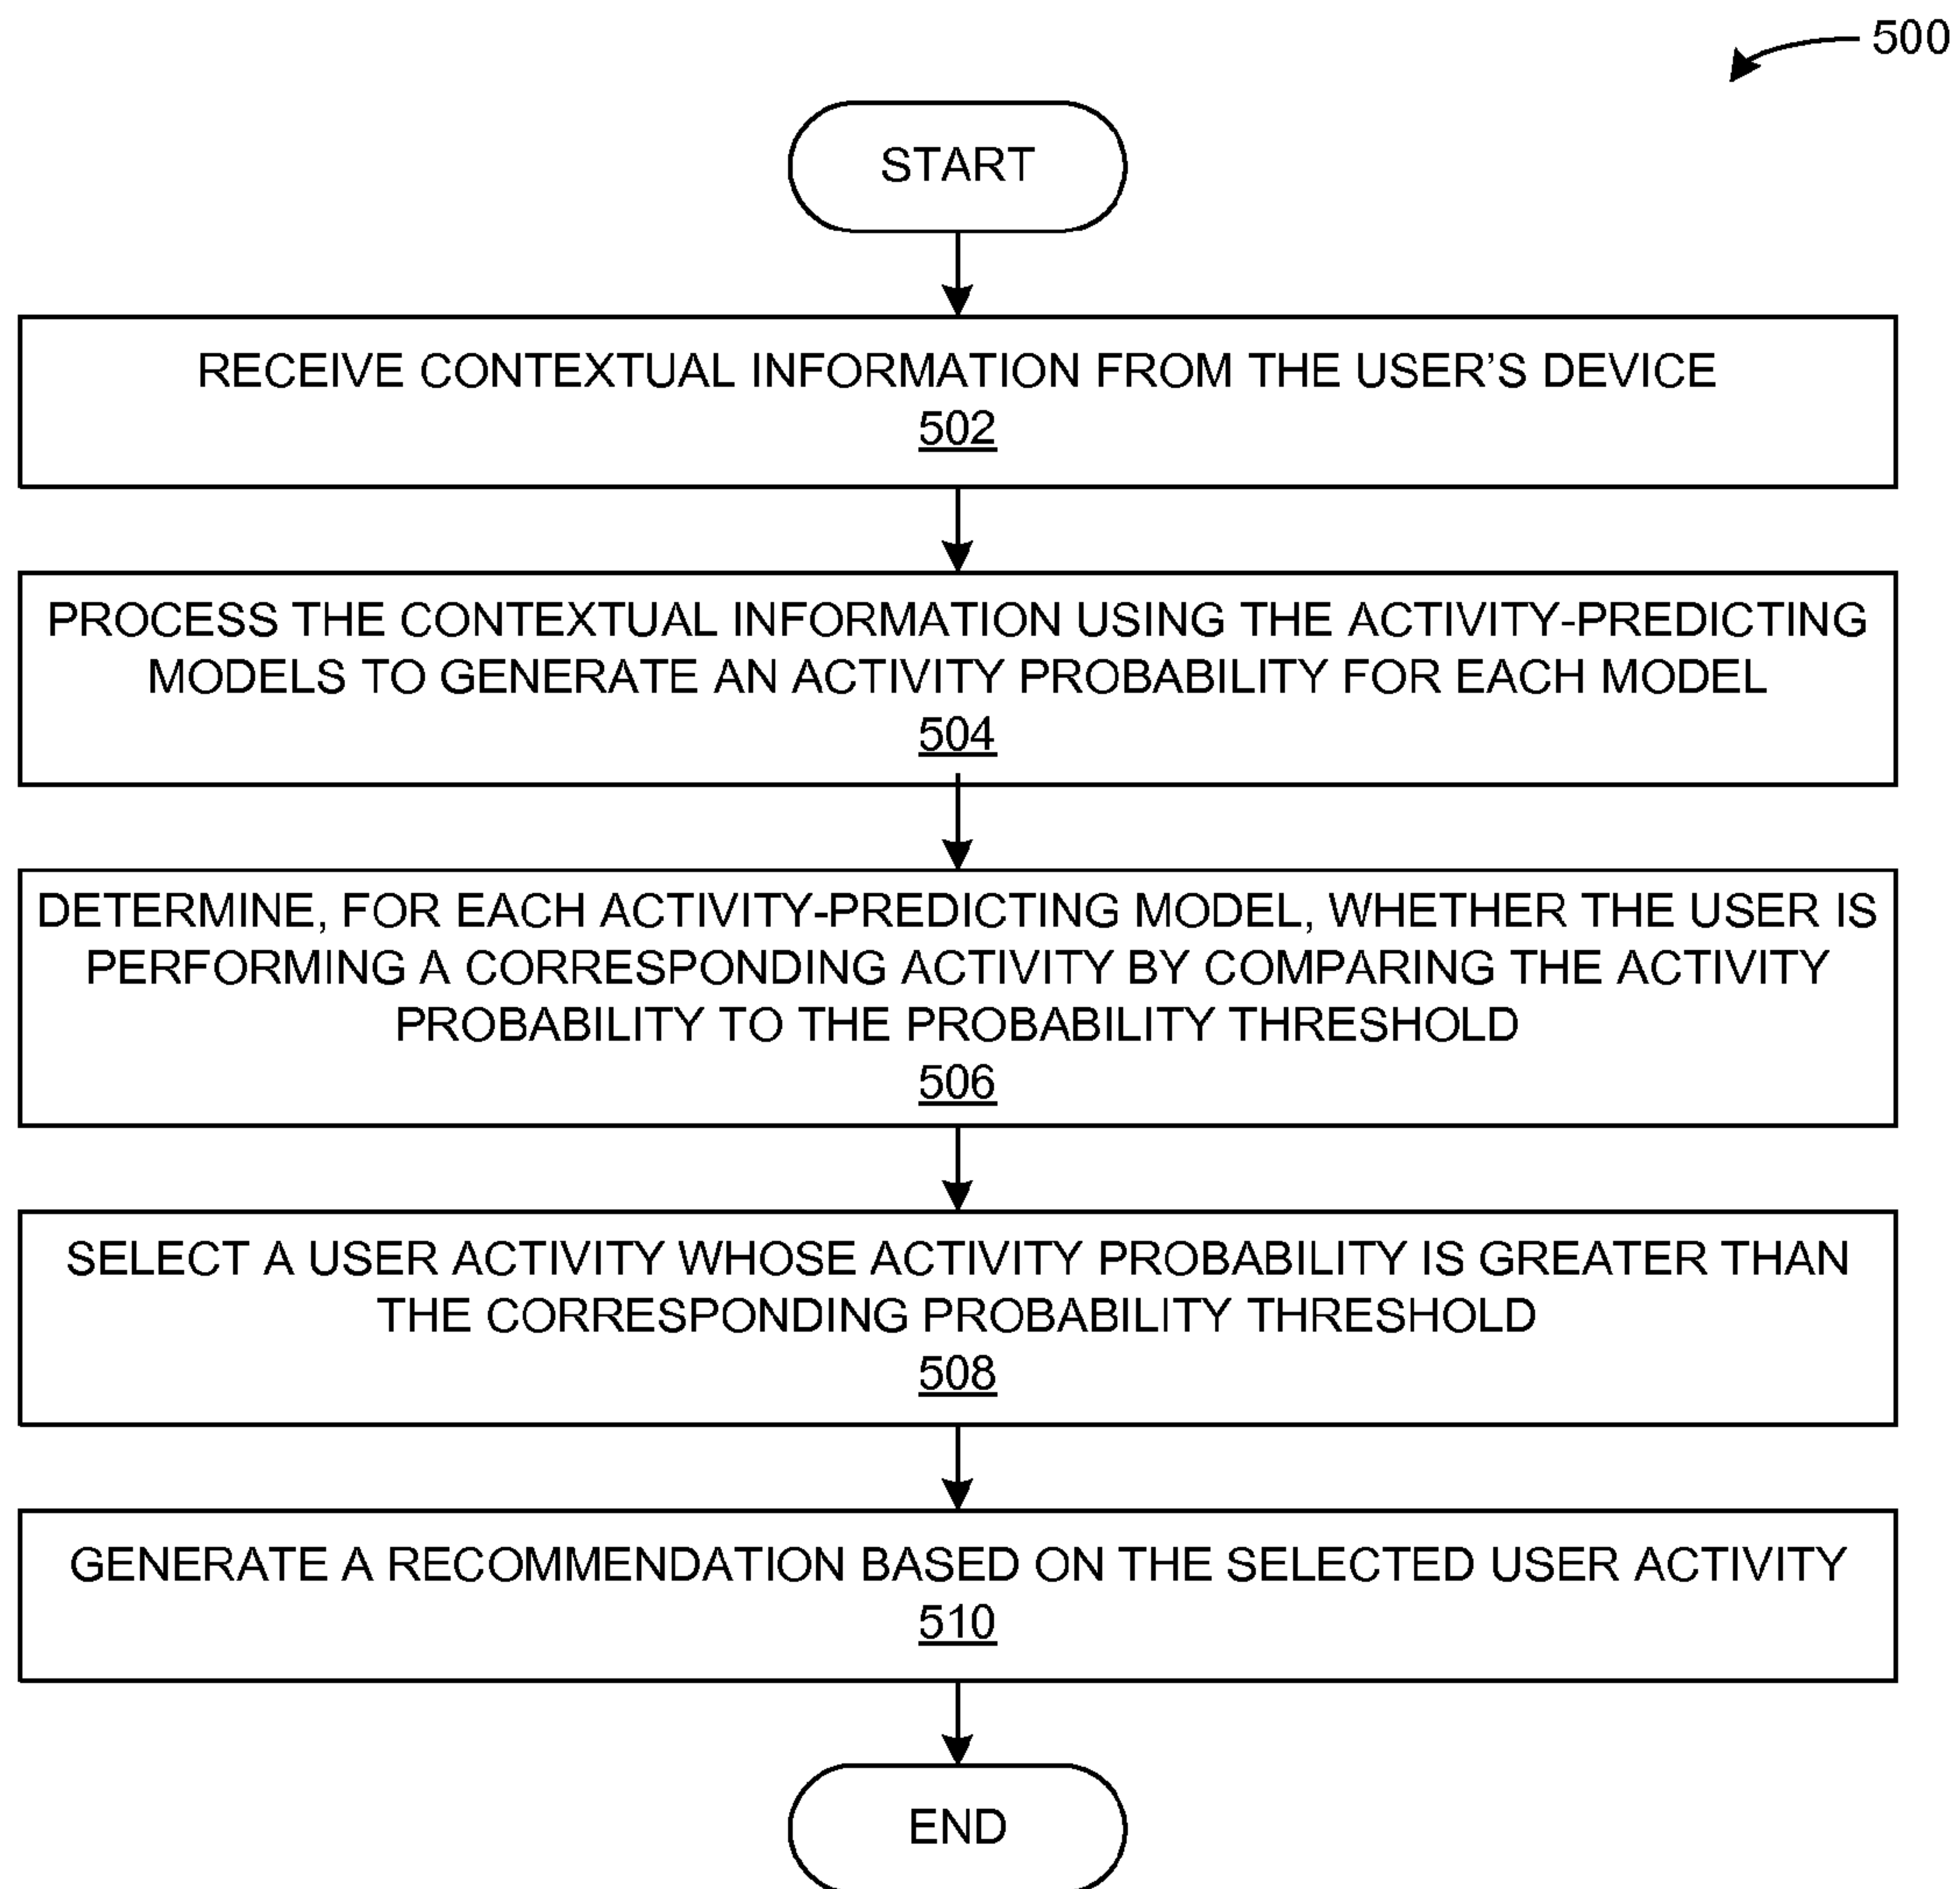 500
START
RECEIVE CONTEXTUAL INFORMATION FROM THE USER'S DEVICE
502
PROCESS THE CONTEXTUAL INFORMATION USING THE ACTIVITY-PREDICTING
MODELS TO GENERATE AN ACTIVITY PROBABILITY FOR EACH MODEL
504
DETERMINE, FOR EACH ACTIVITY-PREDICTING MODEL, WHETHER THE USER IS
PERFORMING A CORRESPONDING ACTIVITY BY COMPARING THE ACTIVITY
PROBABILITY TO THE PROBABILITY THRESHOLD
506
SELECT A USER ACTIVITY WHOSE ACTIVITY PROBABILITY IS GREATER THAN
THE CORRESPONDING PROBABILITY THRESHOLD
508
GENERATE A RECOMMENDATION BASED ON THE SELECTED USER ACTIVITY
510
END